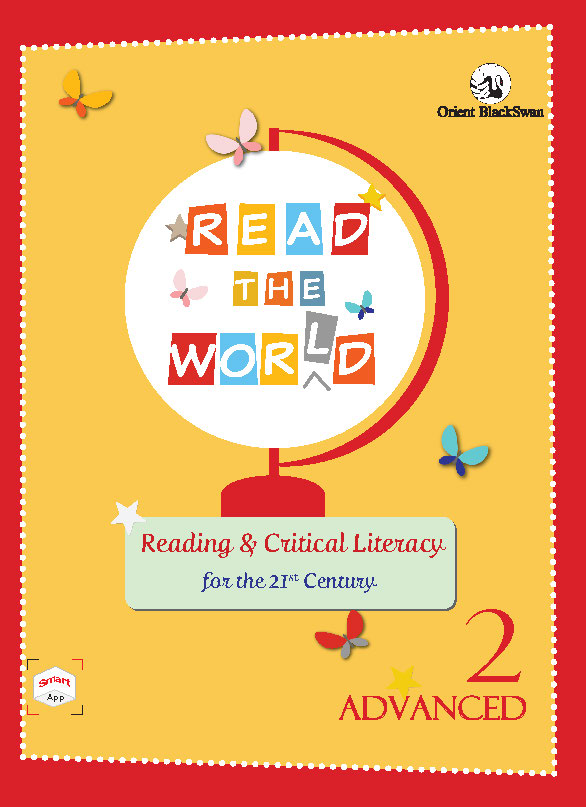 Orient BlackSwan
READ
THE
WORLD
Reading & Critical Literacy
for the 21st Century
2
ADVANCED
smart
App